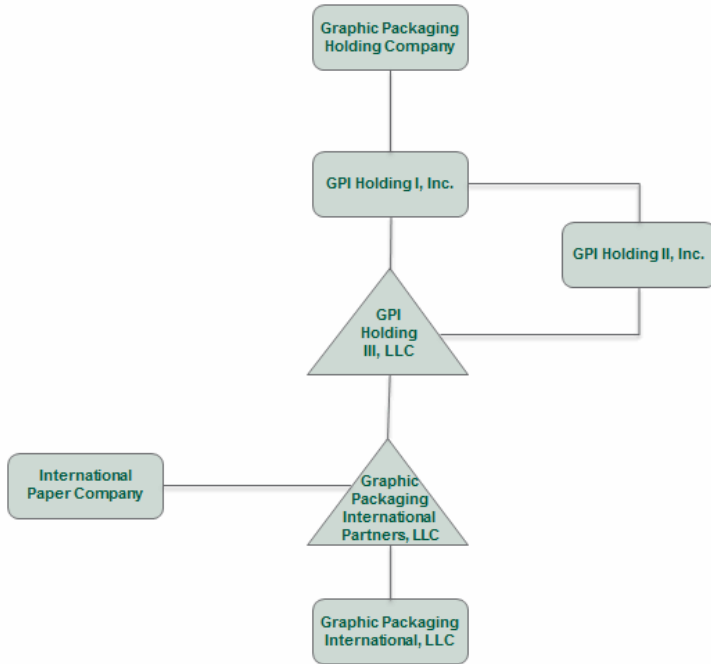 Graphic Packaging
Holding Company
GPI Holding I, Inc.
GPI Holding II, Inc.
GPI
Holding
III, LLC
International
Paper Company
Graphic
Packaging
International
Partners, LLC
Graphic Packaging
International, LLC